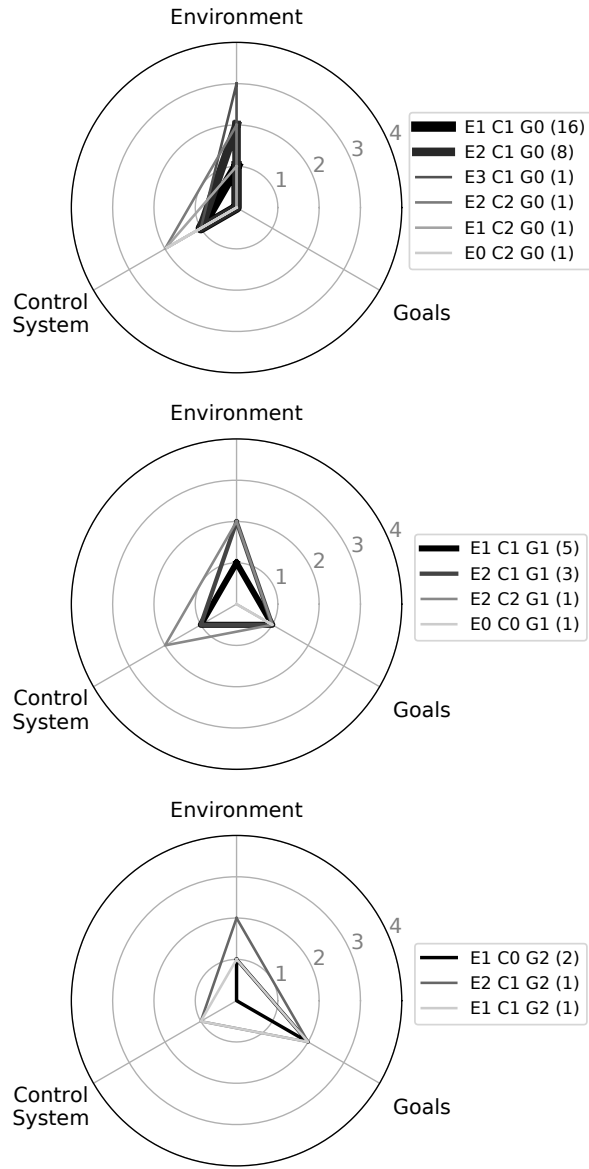 Environment
4
3
2
1
E1 C1 G0 (16)
E2 C1 G0 (8)
E3 C1 G0 (1)
E2 C2 G0 (1)
E1 C2 G0 (1)
E0 C2 G0 (1)
Control
System
Goals
Environment
4
3
2
1
E1 C1 G1 (5)
E2 C1 G1 (3)
E2 C2 G1 (1)
E0 C0 G1 (1)
Control
System
Goals
Environment
4
3
2
1
E1 C0 G2 (2)
E2 C1 G2 (1)
E1 C1 G2 (1)
Control
System
Goals